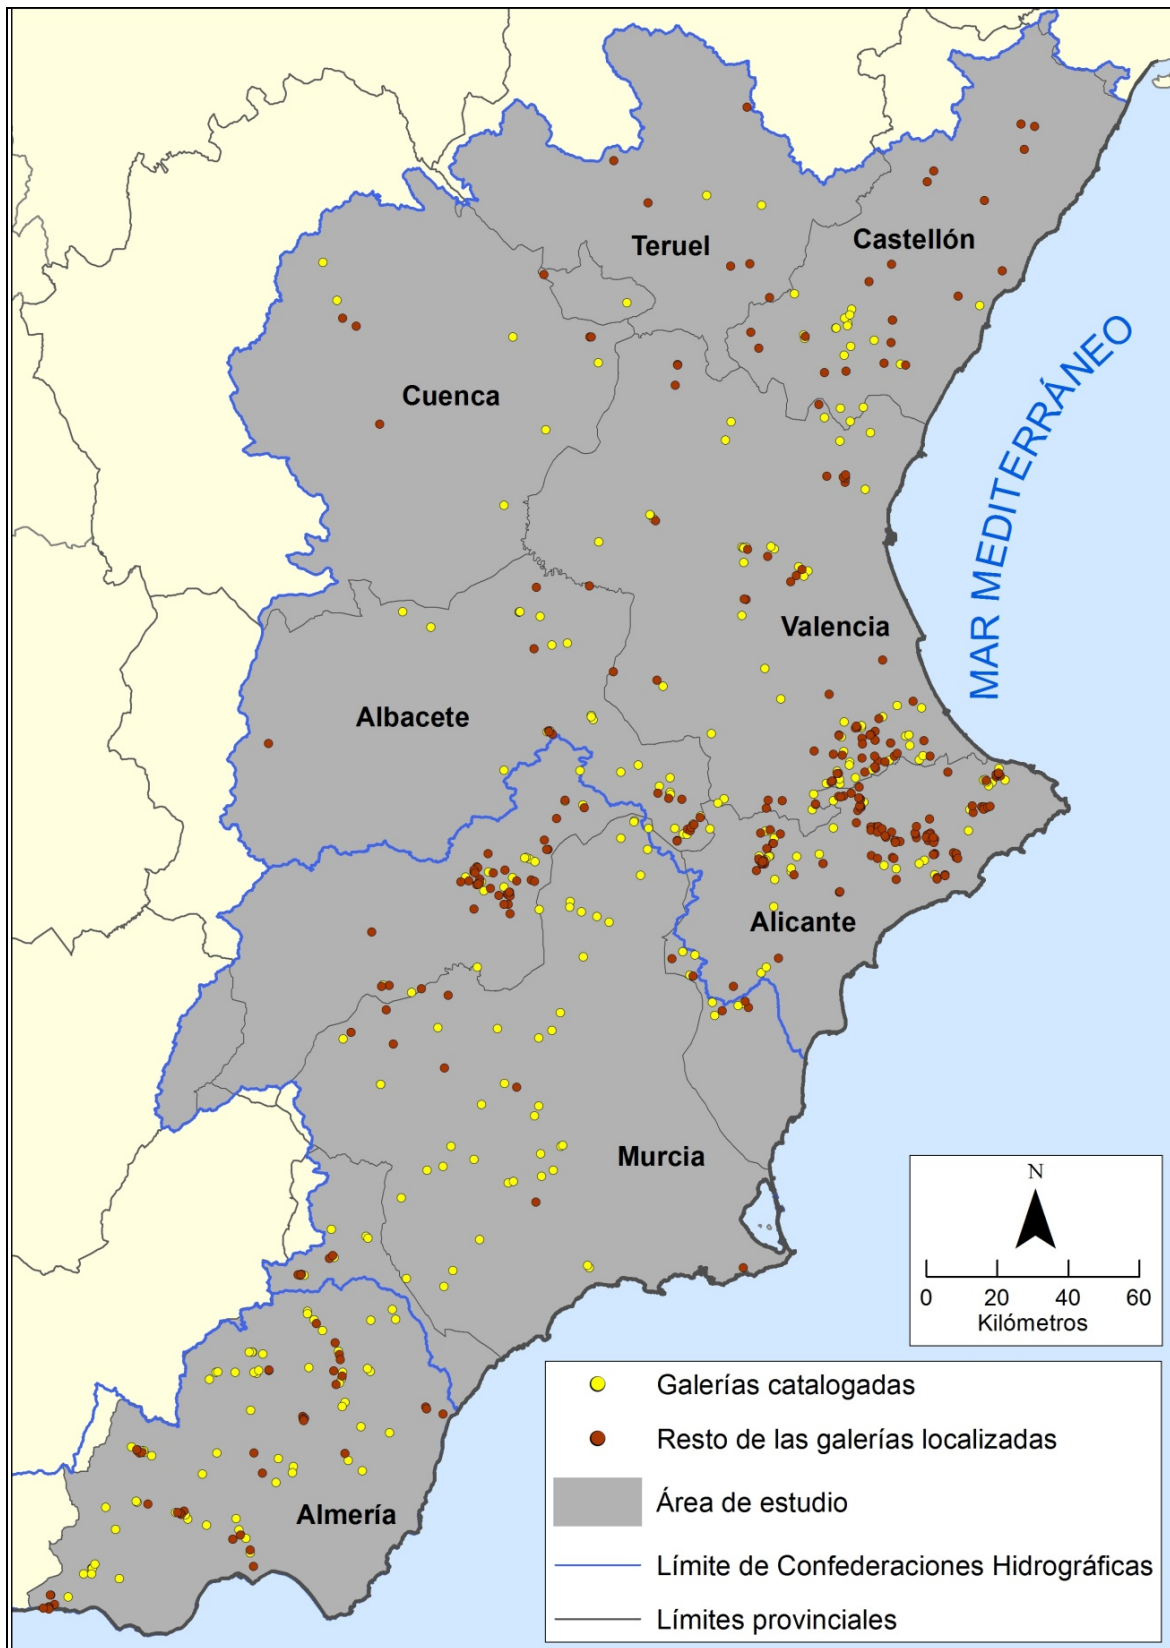 Teruel
Castellón
Cuenca
MAR MEDITERRÁNEO
Valencia
Albacete
Alicante
Murcia
Almería
N
0 20 40 60
Kilómetros
Galerías catalogadas
Resto de las galerías localizadas
Área de estudio
Límite de Confederaciones Hidrográficas
Límites provinciales